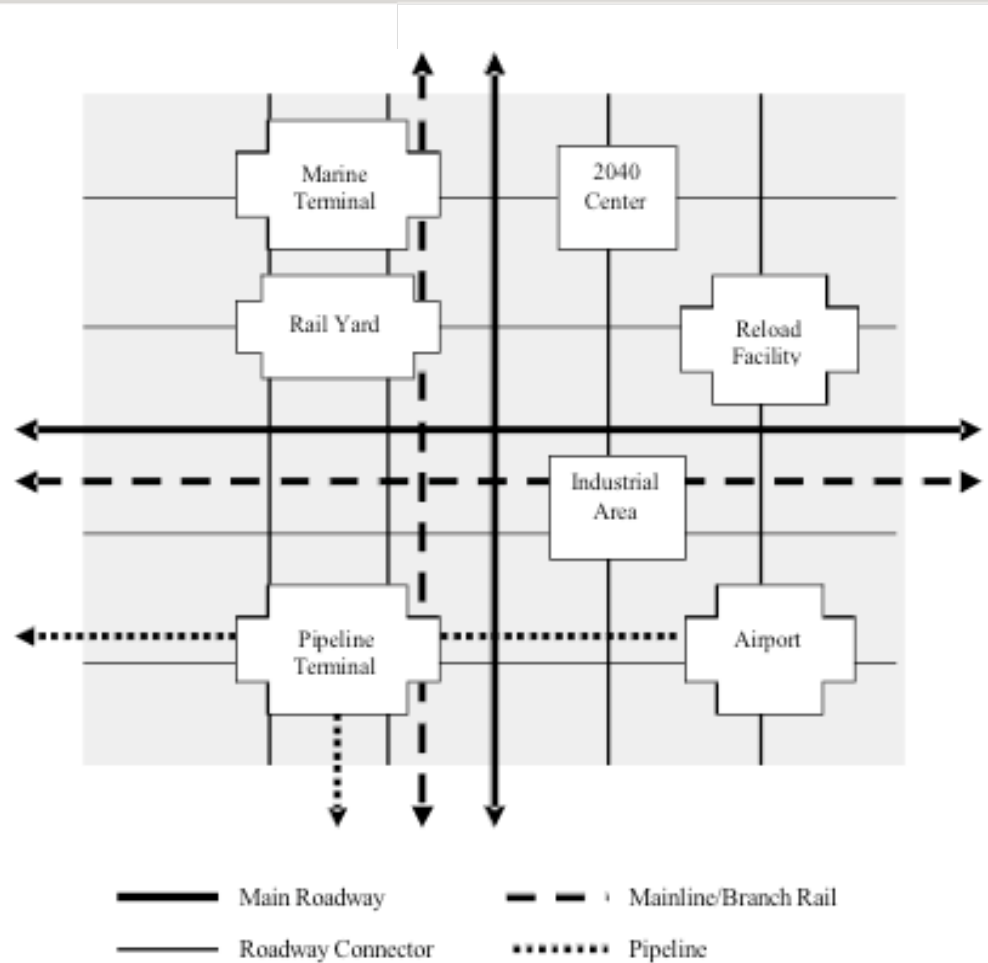 Marine
Terminal
2040
Center
Rail Yard
Reload
Facility
Industrial
Area
Pipeline
Terminal
Airport
Main Roadway
Mainline/Branch Rail
Roadway Connector
Pipeline